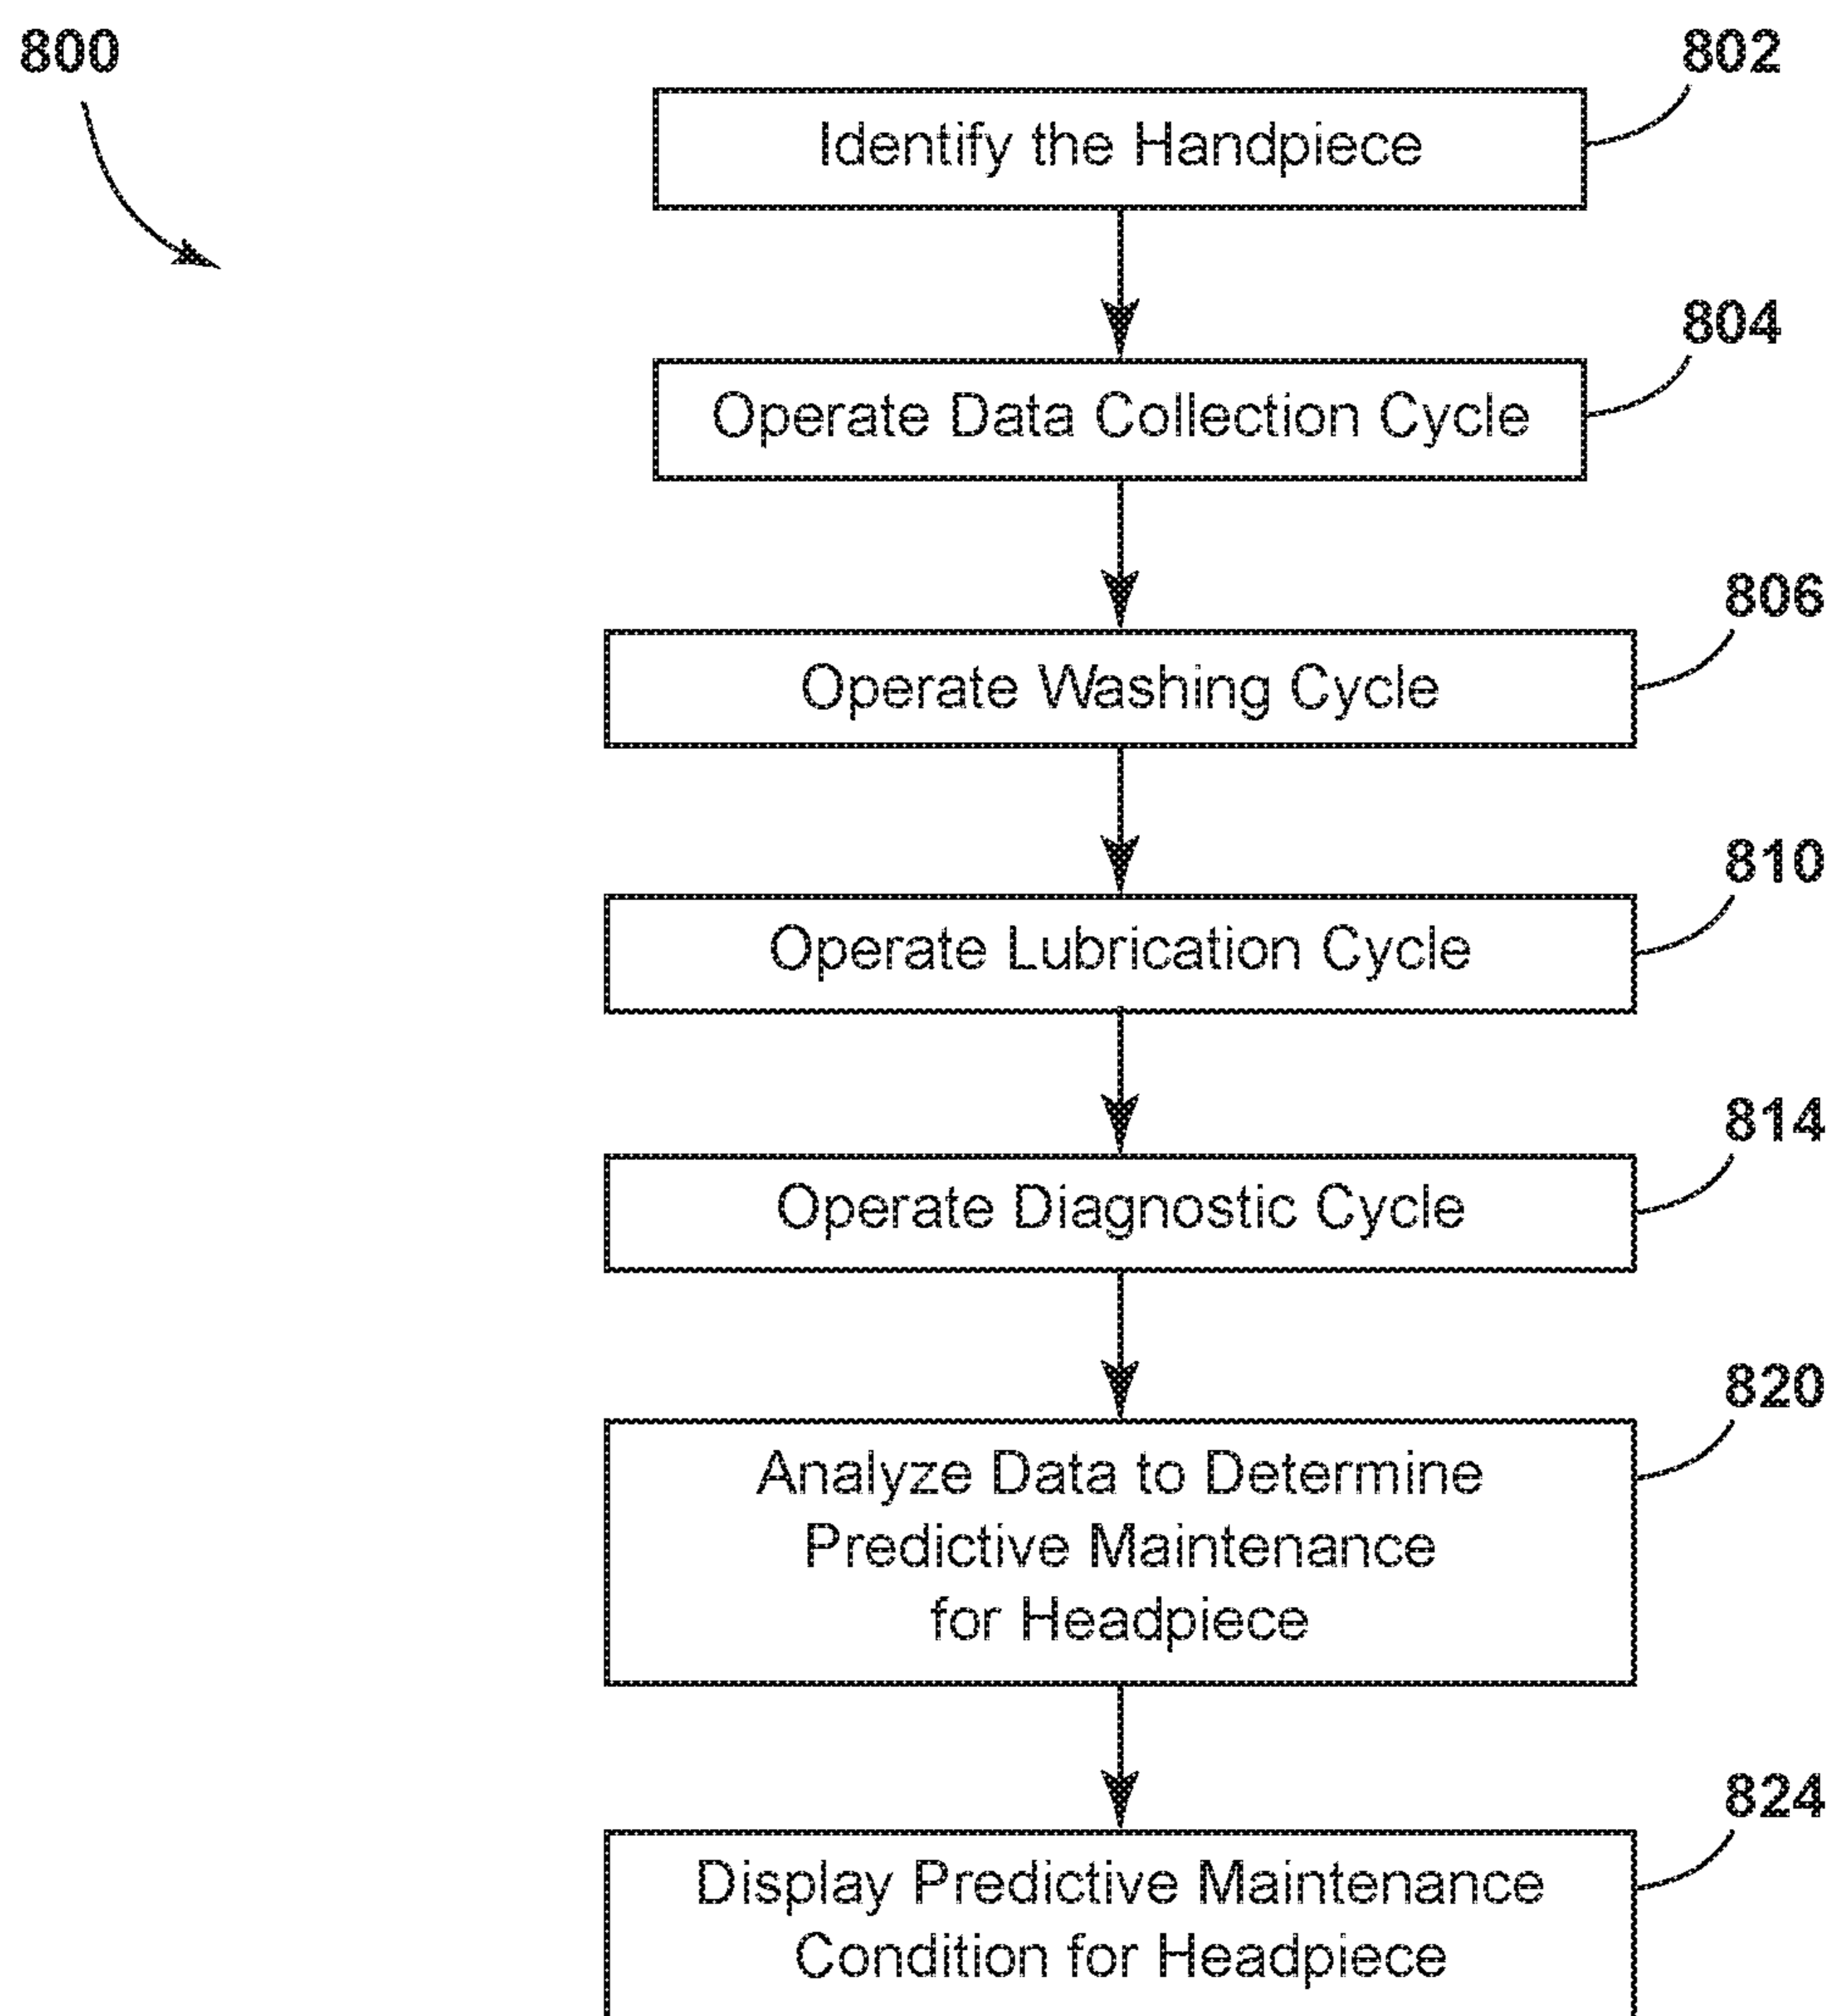 800
802
Identify the Handpiece
804
Operate Data Collection Cycle
806
Operate Washing Cycle
810
Operate Lubrication Cycle
814
Operate Diagnostic Cycle
820
Analyze Data to Determine
Predictive Maintenance
for Headpiece
824
Display Predictive Maintenance
Condition for Headpiece